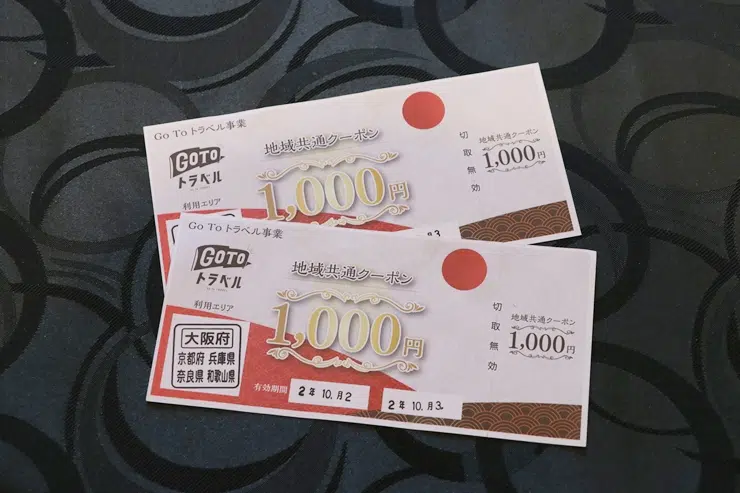 Go To トラベル事業
GOTO
トラベル
地域共通クーポン
1,000円
利用エリア
切取無効
地域共通クーポン
1,000円
Go To トラベル事業
GOTO
トラベル
地域共通クーポン
1,000円
利用エリア
大阪府
京都府 兵庫県
奈良県 和歌山県
有効期間 2年 10.月2 2年 10.月3.
切取無効
地域共通クーポン
1,000円